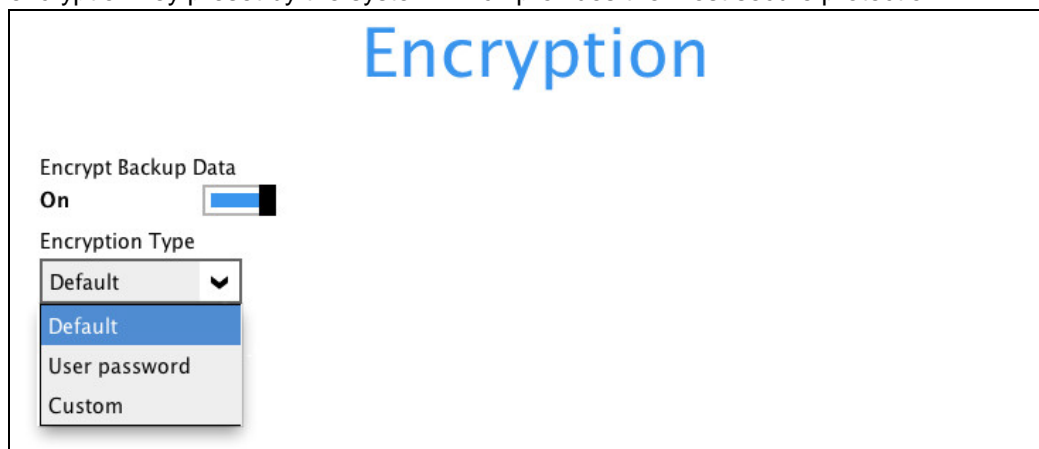 Encryption
Encrypt Backup Data
On
Encryption Type
Default
Default
User password
Custom